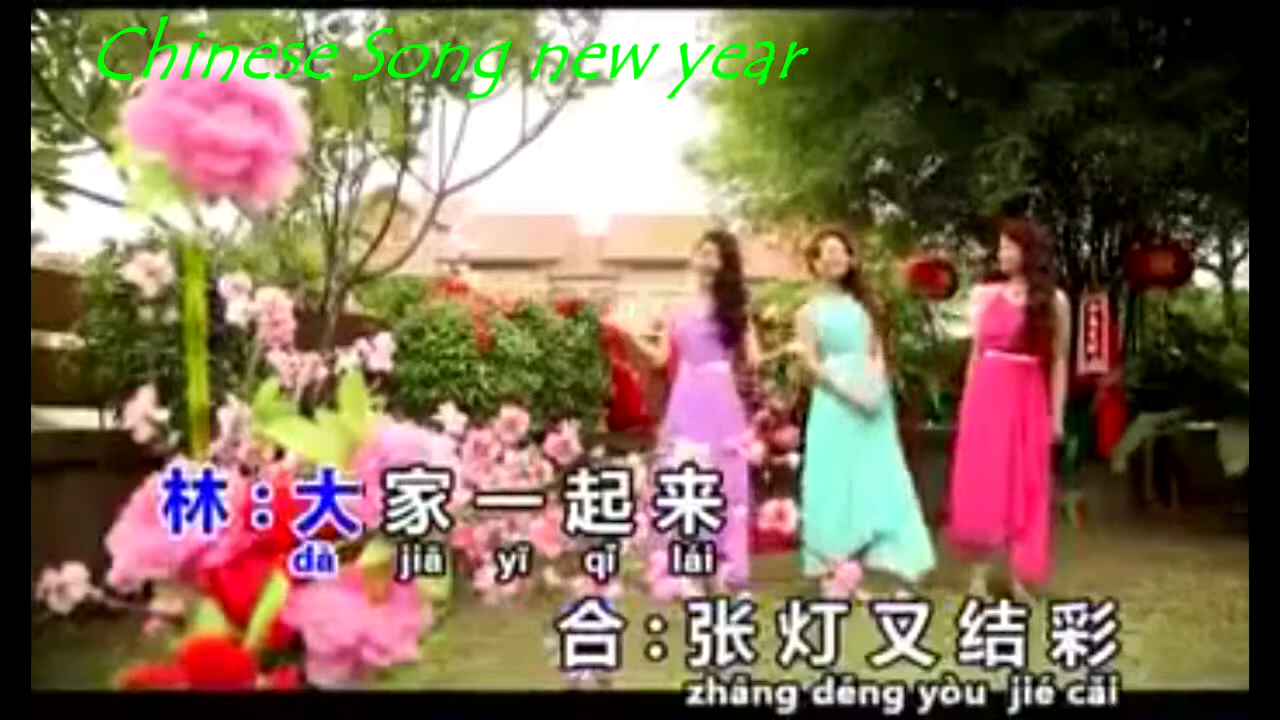 Chinese Song new year
林:大家一起来
dà jiā yī qǐ lái
合:张灯又结彩
zhāng dēng yòu jié cǎi